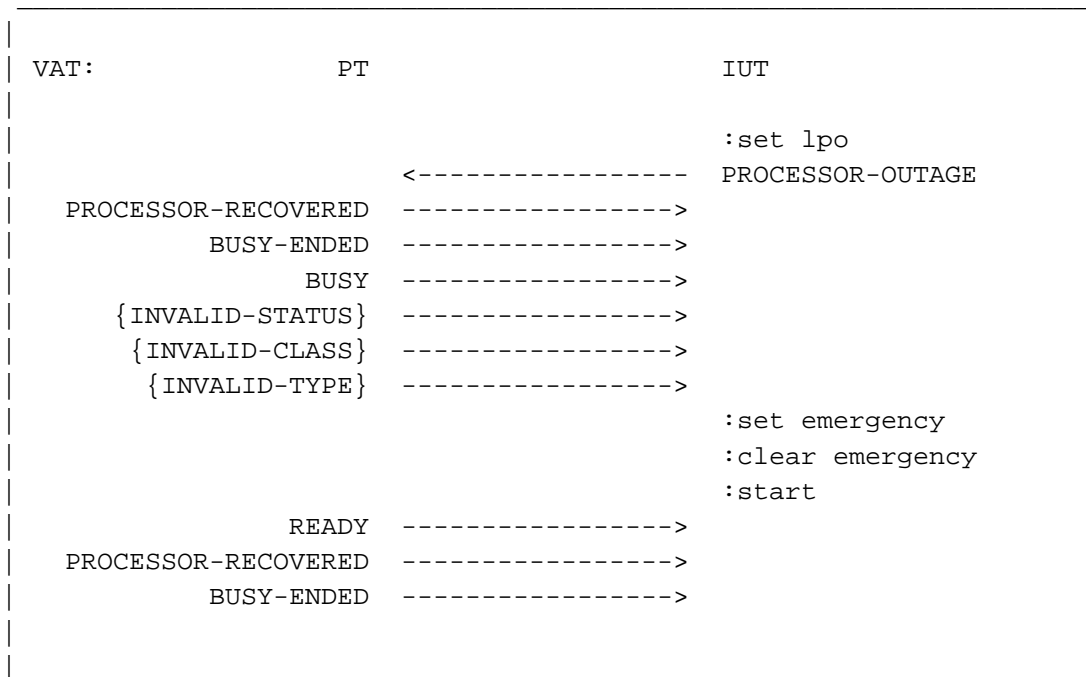 VAT: PT IUT
:set lpo
<----------------- PROCESSOR-OUTAGE
PROCESSOR-RECOVERED ----------------->
BUSY-ENDED ----------------->
BUSY ----------------->
{INVALID-STATUS} ----------------->
{INVALID-CLASS} ----------------->
{INVALID-TYPE} ----------------->
:set emergency
:clear emergency
:start
READY ----------------->
PROCESSOR-RECOVERED ----------------->
BUSY-ENDED ----------------->